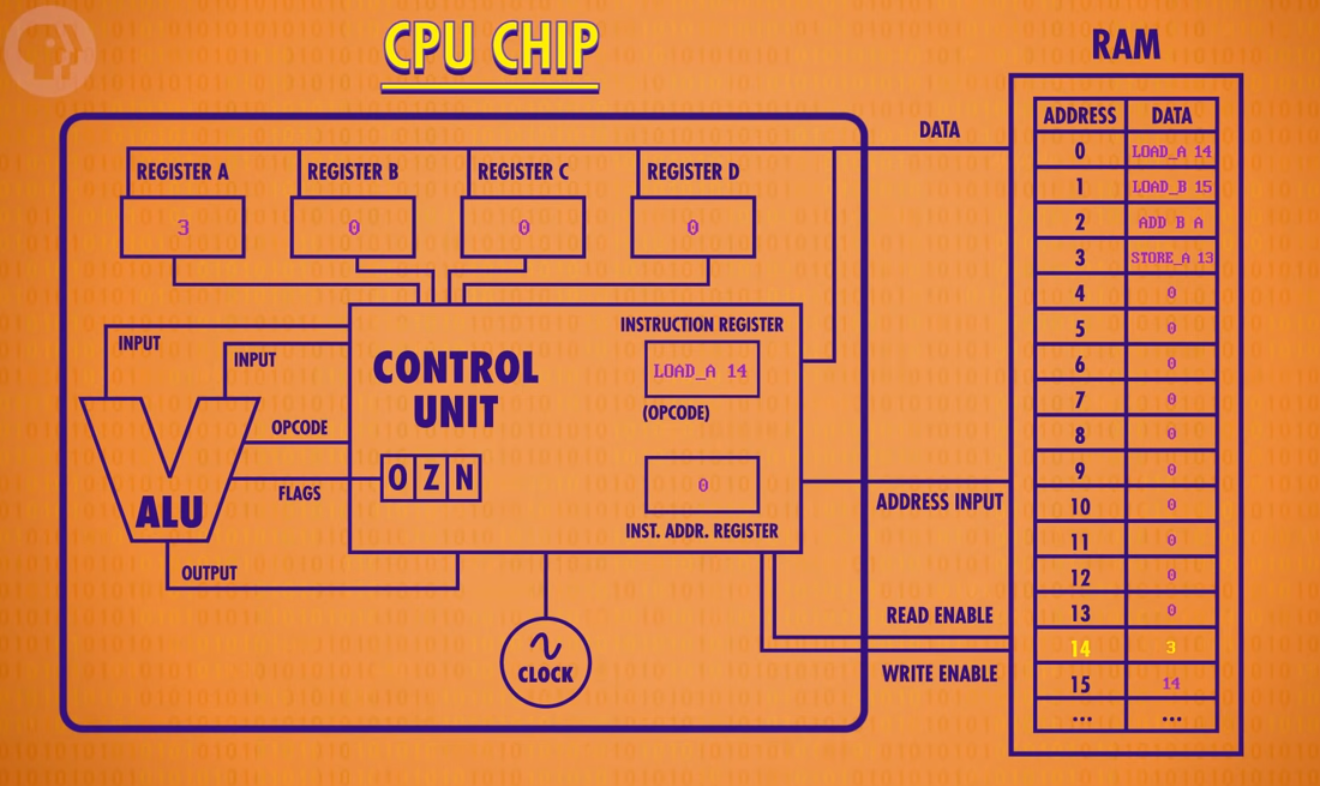 CPU CHIP
RAM
REGISTER A
3
REGISTER B
0
REGISTER C
0
REGISTER D
0
INPUT
INPUT
OPCODE
FLAGS
ALU
OUTPUT
CONTROL
UNIT
O Z N
INSTRUCTION REGISTER
LOAD_A 14
(OPCODE)
0
INST. ADDR. REGISTER
CLOCK
DATA
ADDRESS INPUT
READ ENABLE
WRITE ENABLE
ADDRESS DATA
0 LOAD_A 14
1 LOAD_B 15
2 ADD B A
3 STORE_A 13
4 0
5 0
6 0
7 0
8 0
9 0
10 0
11 0
12 0
13 0
14 3
15 14
... ...